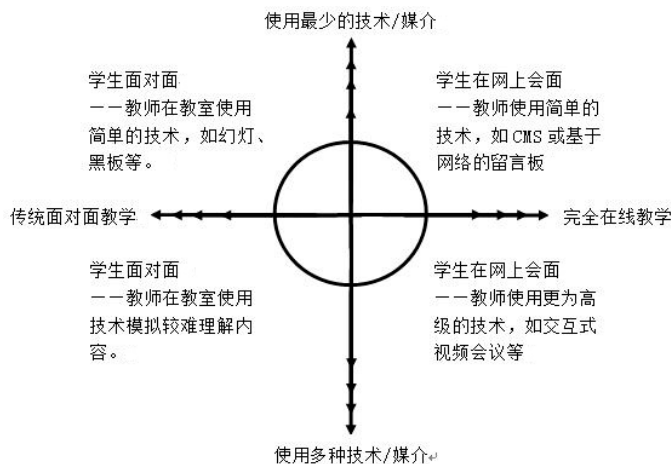 使用最少的技术/媒介
学生面对面
——教师在教室使用
简单的技术，如幻灯、
黑板等。
学生在网上会面
——教师使用简单的
技术，如 CMS 或基于
网络的留言板
传统面对面教学
完全在线教学
学生面对面
——教师在教室使用
技术模拟较难理解内
容。
学生在网上会面
——教师使用更为高
级的技术，如交互式
视频会议等
使用多种技术/媒介